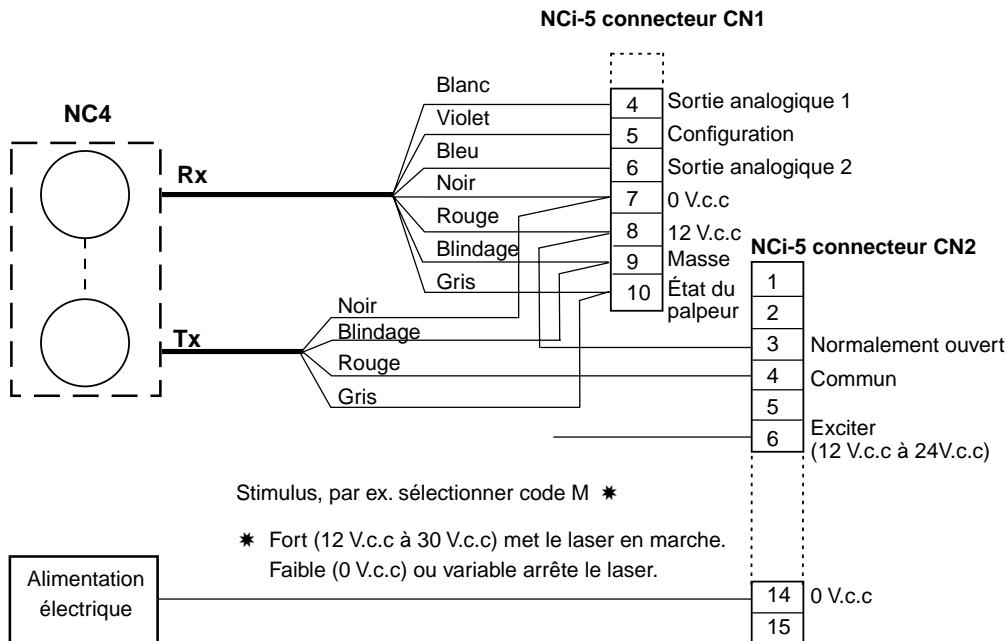 NCi-5 connecteur CN1
NC4
Rx
Blanc
Violet
Bleu
Noir
Rouge
Blindage
Gris
4 Sortie analogique 1
5 Configuration
6 Sortie analogique 2
7 0 V.c.c
8 12 V.c.c
9 Masse
10 État du
palpeur
Tx
Noir
Blindage
Rouge
Gris
NCi-5 connecteur CN2
1
2
3 Normalement ouvert
4 Commun
5
6 Exciter
(12 V.c.c à 24V.c.c)
Stimulus, par ex. sélectionner code M ✷
✷ Fort (12 V.c.c à 30 V.c.c) met le laser en marche.
Faible (0 V.c.c) ou variable arrête le laser.
Alimentation
électrique
14 0 V.c.c
15